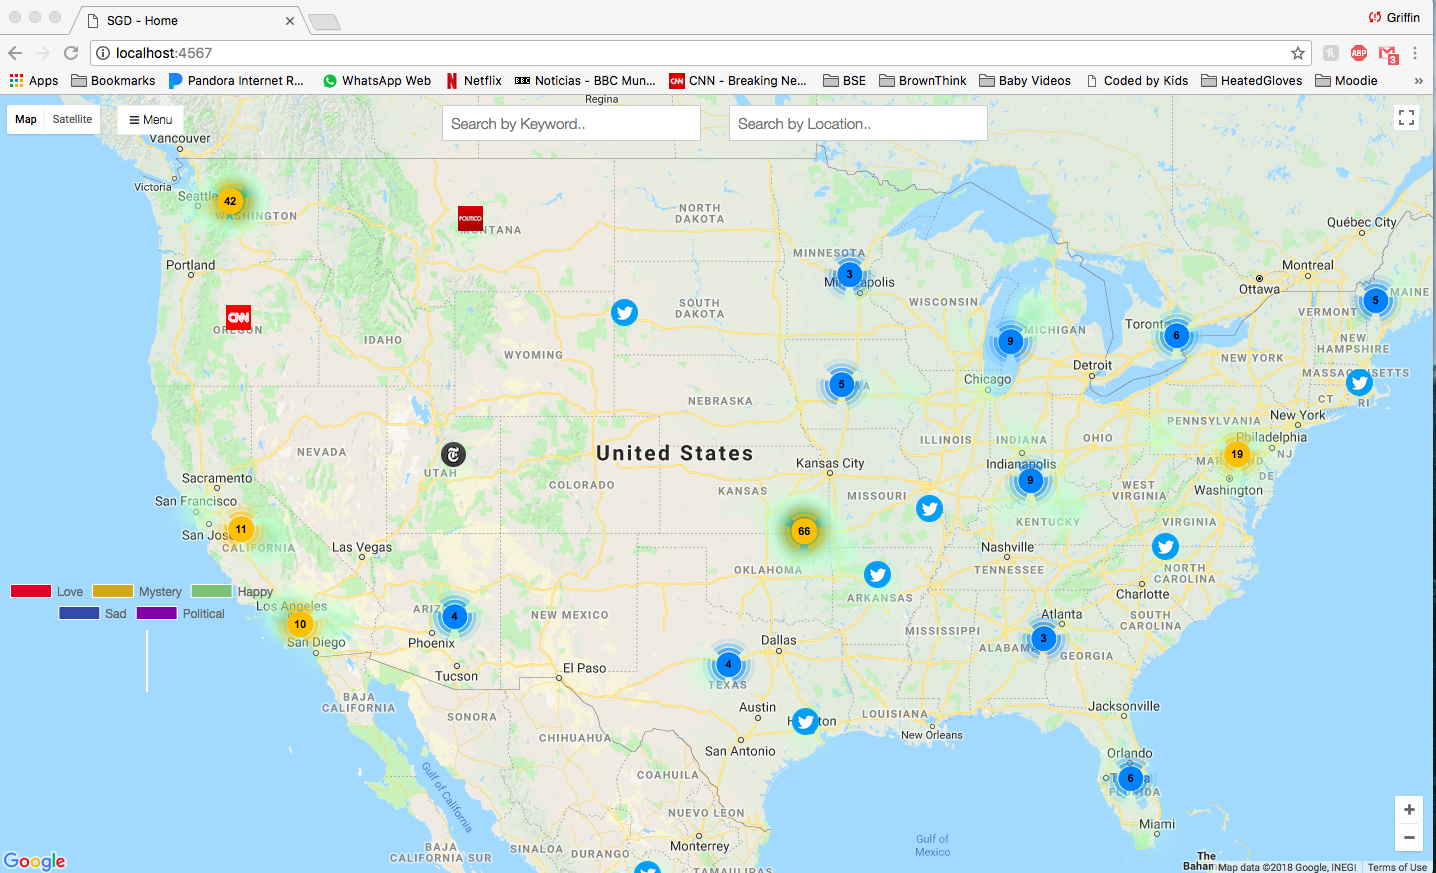 SGD - Home
Griffin
localhost:4567
ABP
3
Apps
Bookmarks
Pandora Internet R...
WhatsApp Web
Netflix
BBC Noticias - BBC Mun...
CNN CNN - Breaking Ne...
BSE
BrownThink
Baby Videos
Coded by Kids
HeatedGloves
Moodie
»
Regina
Map
Satellite
Menu
Search by Keyword..
Search by Location..
Vancouver
Victoria
Seattle
42
WASHINGTON
POLITICO
MONTANA
NORTH
DAKOTA
Québec City
Portland
MINNESOTA
3
Montreal
Ottawa
MAINE
5
CNN
OREGON
SOUTH
DAKOTA
WISCONSIN
VERMONT
Toronto
6
MICHIGAN
9
IDAHO
WYOMING
NEW YORK
NEW
HAMPSHIRE
Detroit
MASSACHUSETTS
Chicago
5
NEBRASKA
CT
RI
New York
PENNSYLVANIA
Philadelphia
ILLINOIS
INDIANA
OHIO
NEVADA
United States
UTAH
Kansas City
Indianapolis
19
MARYLAND
NJ
Sacramento
COLORADO
KANSAS
MISSOURI
9
WEST
VIRGINIA
DE
Washington
San Francisco
San Jose
11
CALIFORNIA
66
KENTUCKY
VIRGINIA
Las Vegas
Nashville
OKLAHOMA
TENNESSEE
NORTH
CAROLINA
Love
Mystery
Happy
Sad
Political
Los Angeles
10
San Diego
4
Phoenix
NEW MEXICO
ARKANSAS
Charlotte
Atlanta
SOUTH
CAROLINA
MISSISSIPPI
3
ALABAMA
GEORGIA
Dallas
4
TEXAS
Tucson
El Paso
BAJA
CALIFORNIA
SONORA
Austin
LOUISIANA
Jacksonville
San Antonio
New Orleans
CHIHUAHUA
Orlando
6
FLORIDA
COAHUILA
Gulf of California
NUEVO LEON
Miami
Gulf of
Mexico
BAJA
CALIFORNIA SUR
SINALOA
DURANGO
Monterrey
TAMAULIPAS
The
Google
Map data ©2018 Google, INEGI
Terms of Use